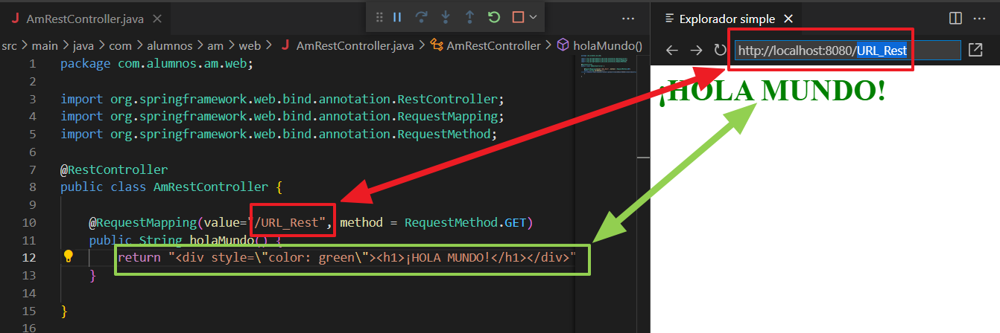 AmRestController.java
src > main > java > com > alumnos > am > web > AmRestController.java > AmRestController > holaMundo()
1 package com.alumnos.am.web;
2
3 import org.springframework.web.bind.annotation.RestController;
4 import org.springframework.web.bind.annotation.RequestMapping;
5 import org.springframework.web.bind.annotation.RequestMethod;
6
7 @RestController
8 public class AmRestController {
9
10 @RequestMapping(value="/URL_Rest", method = RequestMethod.GET)
11 public String holaMundo() {
12 return "<div style=\"color: green\"><h1>¡HOLA MUNDO!</h1></div>"
13 }
14
15 }
16
Explorador simple
http://localhost:8080/URL_Rest
¡HOLA MUNDO!